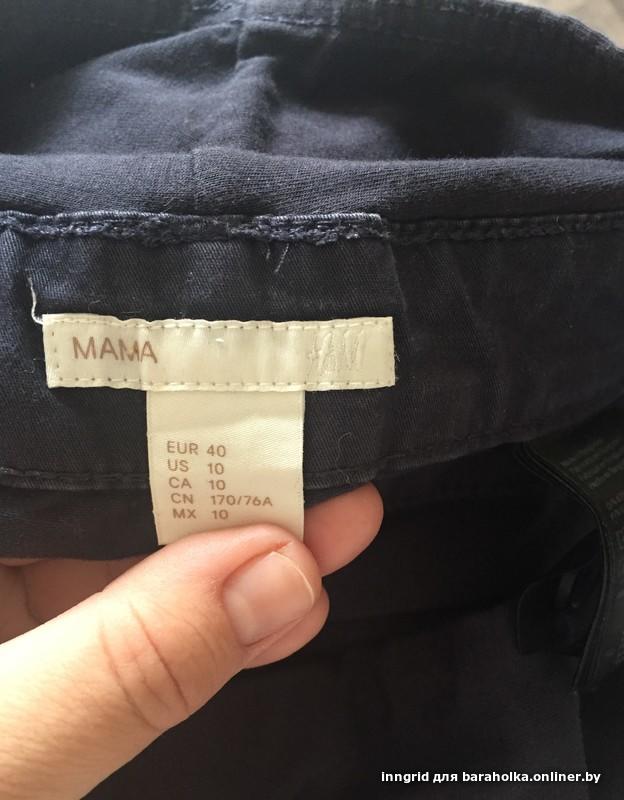 MAMA H&M
EUR 40
US 10
CA 10
CN 170/76A
MX 10
inngrid для baraholka.onliner.by